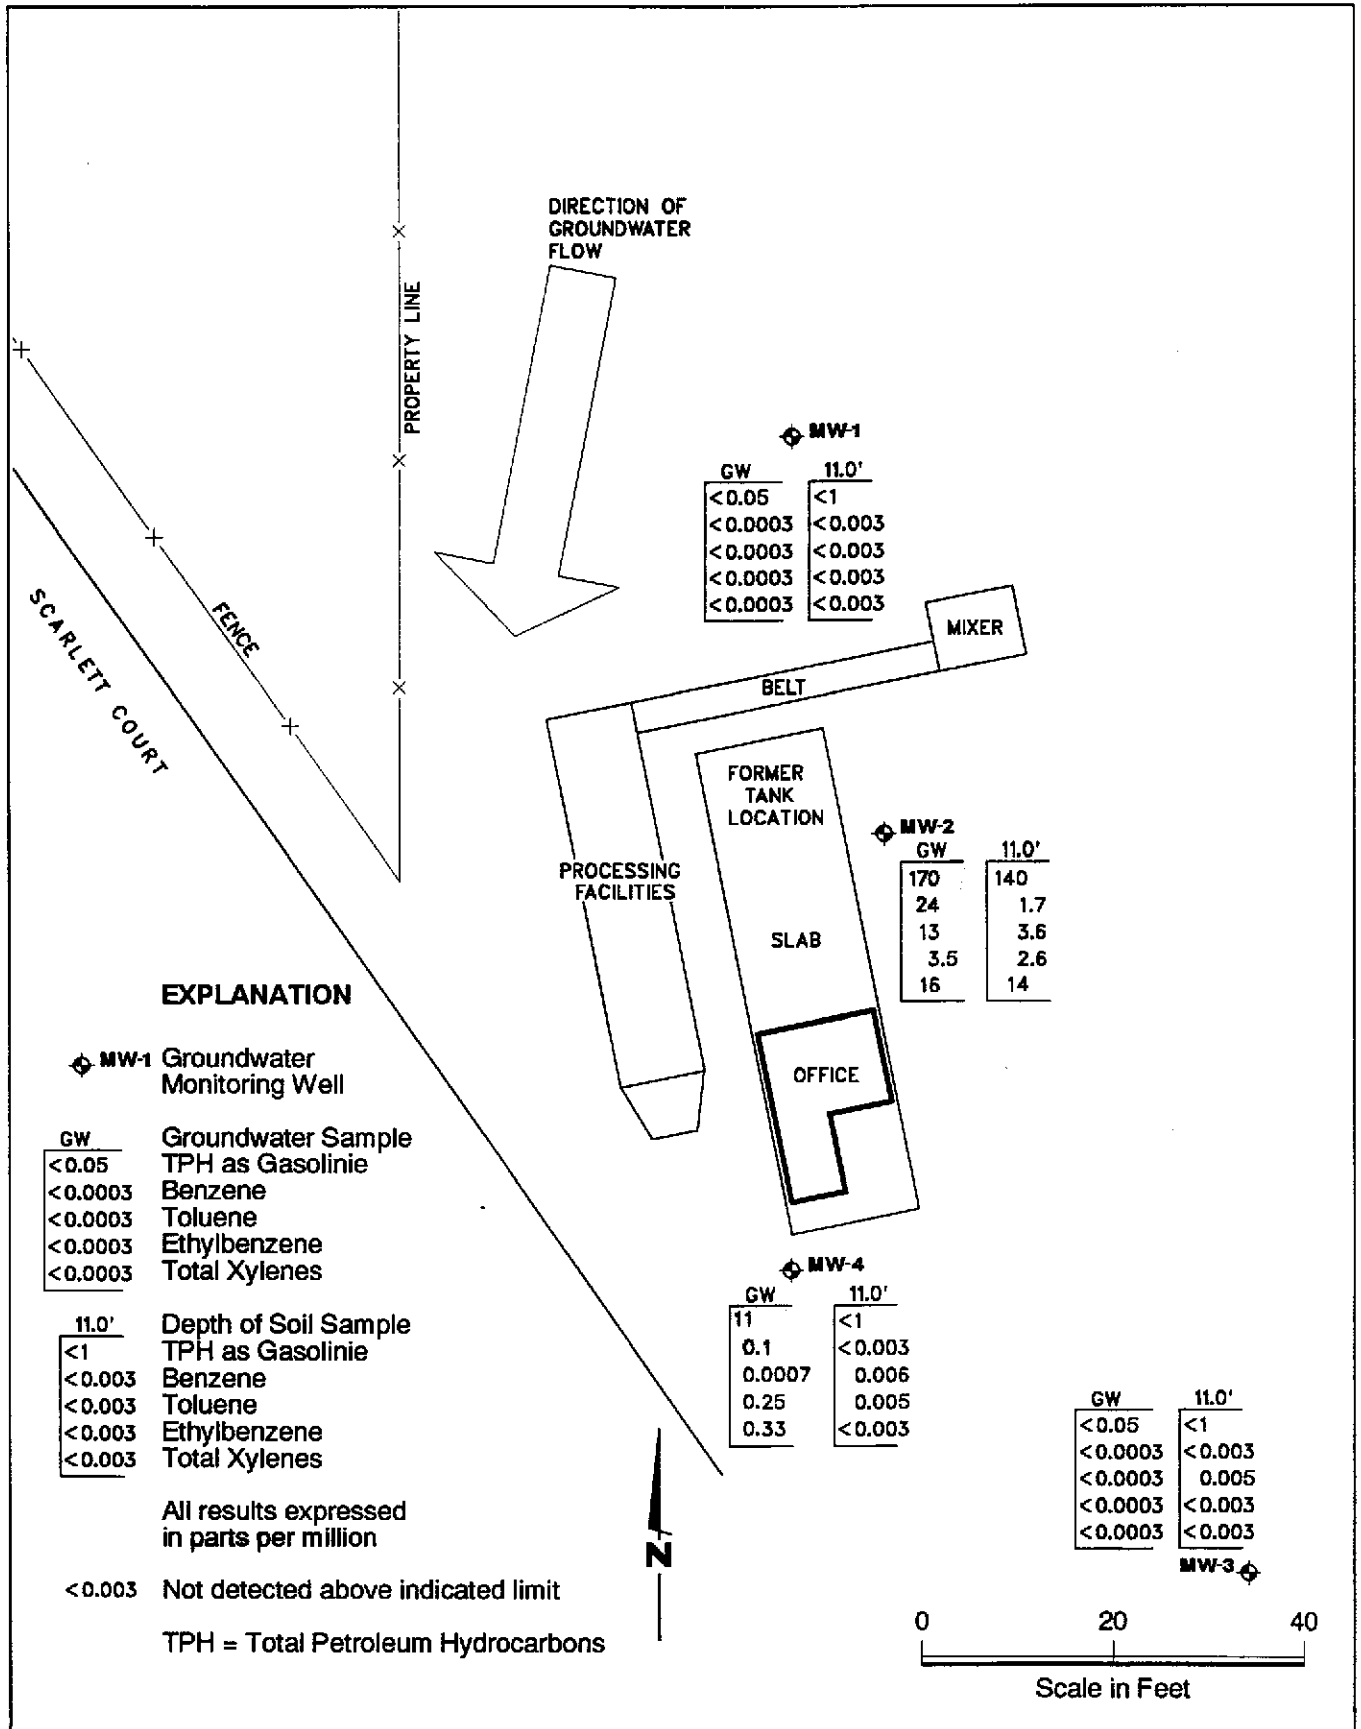 DIRECTION OF
GROUNDWATER
FLOW
PROPERTY LINE
FENCE
SCARLETT COURT
MW-1
GW 11.0'
<0.05 <1
<0.0003 <0.003
<0.0003 <0.003
<0.0003 <0.003
<0.0003 <0.003
MIXER
BELT
FORMER
TANK
LOCATION
PROCESSING
FACILITIES
SLAB
OFFICE
MW-2
GW 11.0'
170 140
24 1.7
13 3.6
3.5 2.6
16 14
EXPLANATION
MW-1 Groundwater
Monitoring Well
GW Groundwater Sample
<0.05 TPH as Gasolinie
<0.0003 Benzene
<0.0003 Toluene
<0.0003 Ethylbenzene
<0.0003 Total Xylenes
11.0' Depth of Soil Sample
<1 TPH as Gasolinie
<0.003 Benzene
<0.003 Toluene
<0.003 Ethylbenzene
<0.003 Total Xylenes
All results expressed
in parts per million
<0.003 Not detected above indicated limit
TPH = Total Petroleum Hydrocarbons
MW-4
GW 11.0'
11 <1
0.1 <0.003
0.0007 0.006
0.25 0.005
0.33 <0.003
GW 11.0'
<0.05 <1
<0.0003 <0.003
<0.0003 0.005
<0.0003 <0.003
<0.0003 <0.003
MW-3
N
0 20 40
Scale in Feet